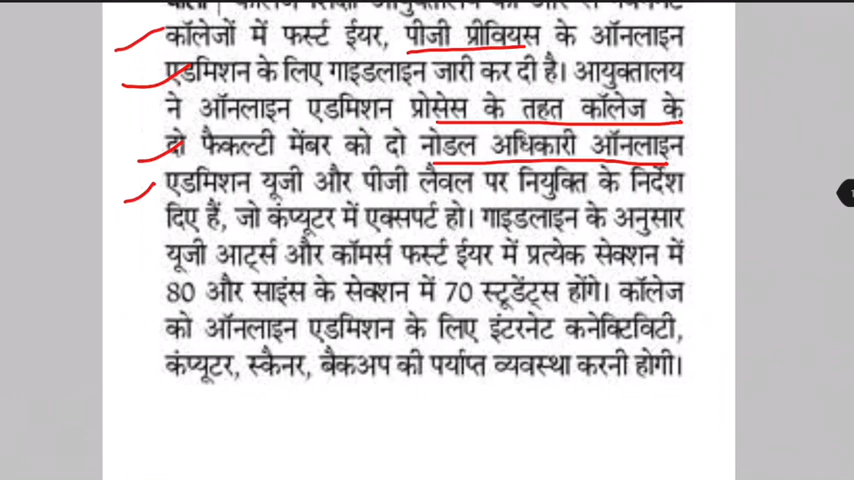 कॉलेजों में फर्स्ट ईयर, पीजी प्रीवियस के ऑनलाइन
एडमिशन के लिए गाइडलाइन जारी कर दी है। आयुक्तालय
ने ऑनलाइन एडमिशन प्रोसेस के तहत कॉलेज के
दो फैकल्टी मेंबर को दो नोडल अधिकारी ऑनलाइन
एडमिशन यूजी और पीजी लैवल पर नियुक्ति के निर्देश
दिए हैं, जो कंप्यूटर में एक्सपर्ट हो। गाइडलाइन के अनुसार
यूजी आर्ट्स और कॉमर्स फर्स्ट ईयर में प्रत्येक सेक्शन में
80 और साइंस के सेक्शन में 70 स्टूडेंट्स होंगे। कॉलेज
को ऑनलाइन एडमिशन के लिए इंटरनेट कनेक्टिविटी,
कंप्यूटर, स्कैनर, बैकअप की पर्याप्त व्यवस्था करनी होगी।